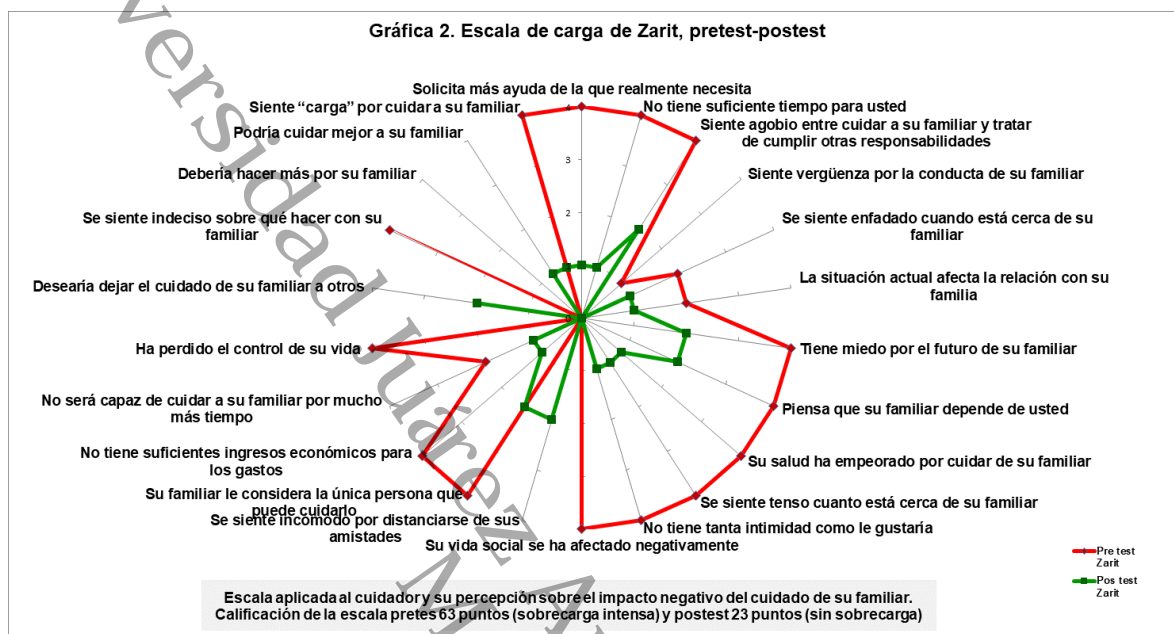 Gráfica 2. Escala de carga de Zarit, pretest-postest
Solicita más ayuda de la que realmente necesita
Siente “carga” por cuidar a su familiar
No tiene suficiente tiempo para usted
Podría cuidar mejor a su familiar
Siente agobio entre cuidar a su familiar y tratar
de cumplir otras responsabilidades
Debería hacer más por su familiar
Siente vergüenza por la conducta de su familiar
Se siente indeciso sobre qué hacer con su
familiar
Se siente enfadado cuando está cerca de su
familiar
Desearía dejar el cuidado de su familiar a otros
La situación actual afecta la relación con su
familia
Ha perdido el control de su vida
Tiene miedo por el futuro de su familiar
No será capaz de cuidar a su familiar por mucho
más tiempo
Piensa que su familiar depende de usted
No tiene suficientes ingresos económicos para
los gastos
Su salud ha empeorado por cuidar de su familiar
Su familiar le considera la única persona que
puede cuidarlo
Se siente tenso cuanto está cerca de su familiar
Se siente incómodo por distanciarse de sus
amistades
No tiene tanta intimidad como le gustaría
Su vida social se ha afectado negativamente
4
3
2
0
Pre test
Zarit
Pos test
Zarit
Escala aplicada al cuidador y su percepción sobre el impacto negativo del cuidado de su familiar.
Calificación de la escala pretes 63 puntos (sobrecarga intensa) y postest 23 puntos (sin sobrecarga)
versidad Juárez A
M